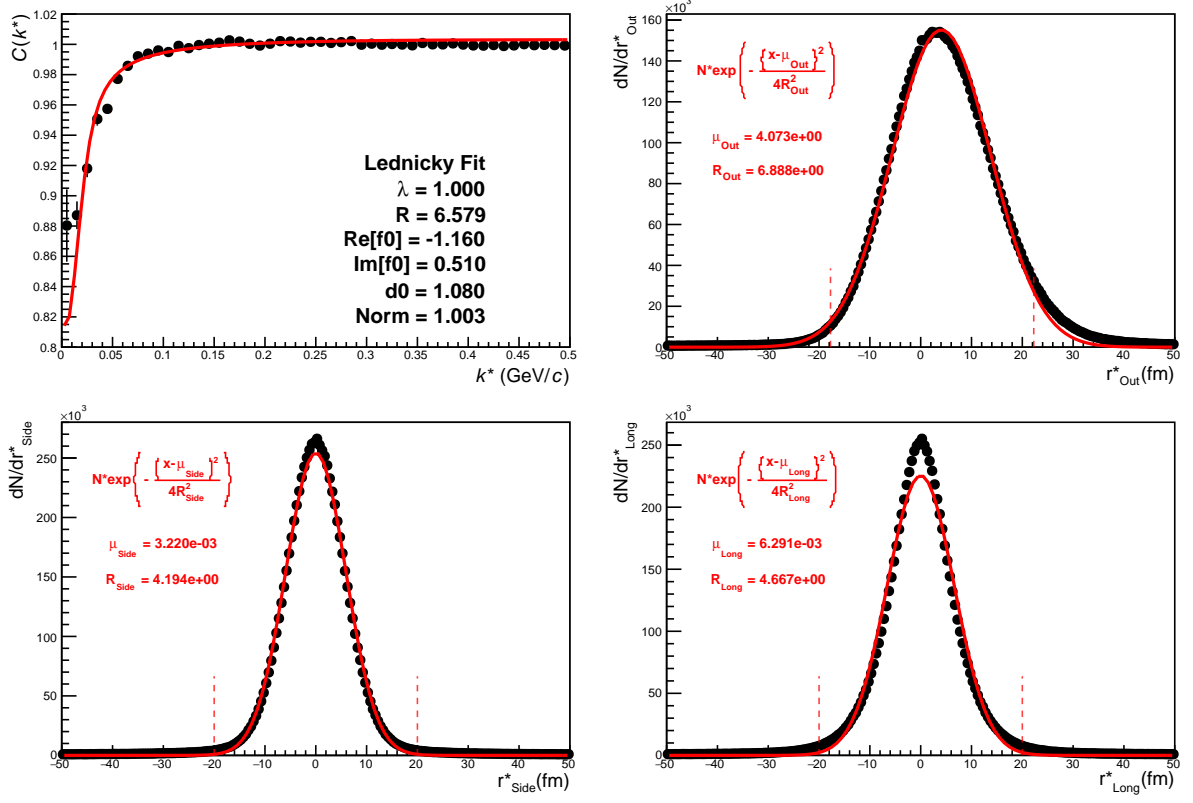 C(k*)
1.02
1
0.98
0.96
0.94
0.92
0.9
0.88
0.86
0.84
0.82
0.8
Lednicky Fit
λ = 1.000
R = 6.579
Re[f0] = -1.160
Im[f0] = 0.510
d0 = 1.080
Norm = 1.003
0 0.05 0.1 0.15 0.2 0.25 0.3 0.35 0.4 0.45 0.5
k* (GeV/c)
×10³
dN/dr*Out
160
140
120
100
80
60
40
20
0
N*exp{ - {x-μOut}² / 4R²Out }
μOut = 4.073e+00
ROut = 6.888e+00
−50 −40 −30 −20 −10 0 10 20 30 40 50
r*Out(fm)
×10³
dN/dr*Side
250
200
150
100
50
0
N*exp{ - {x-μSide}² / 4R²Side }
μSide = 3.220e-03
RSide = 4.194e+00
−50 −40 −30 −20 −10 0 10 20 30 40 50
r*Side(fm)
×10³
dN/dr*Long
250
200
150
100
50
0
N*exp{ - {x-μLong}² / 4R²Long }
μLong = 6.291e-03
RLong = 4.667e+00
−50 −40 −30 −20 −10 0 10 20 30 40 50
r*Long(fm)